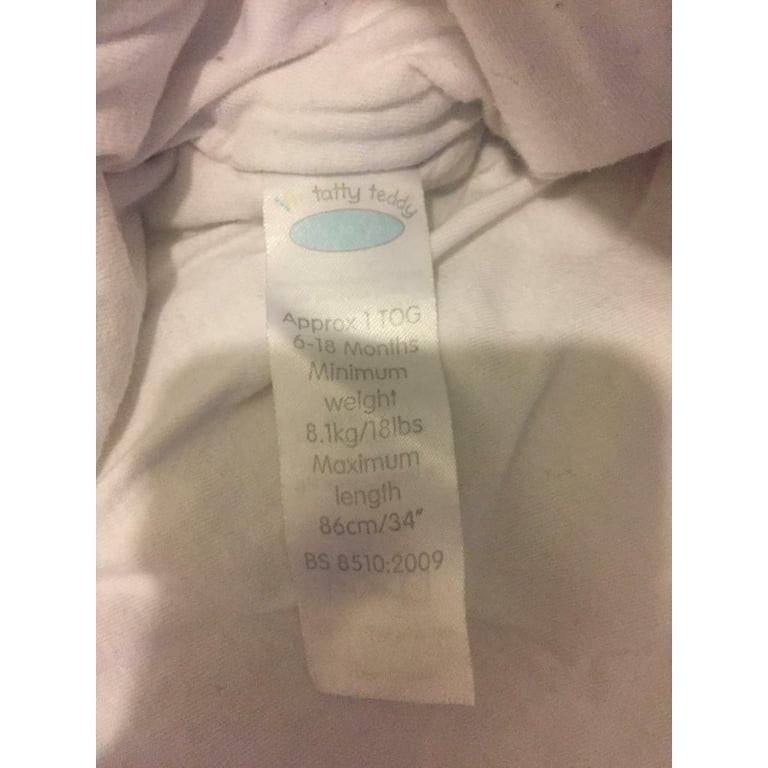 tatty teddy
Approx 1 TOG
6-18 Months
Minimum
weight
8.1kg/18lbs
Maximum
length
86cm/34"
BS 8510:2009